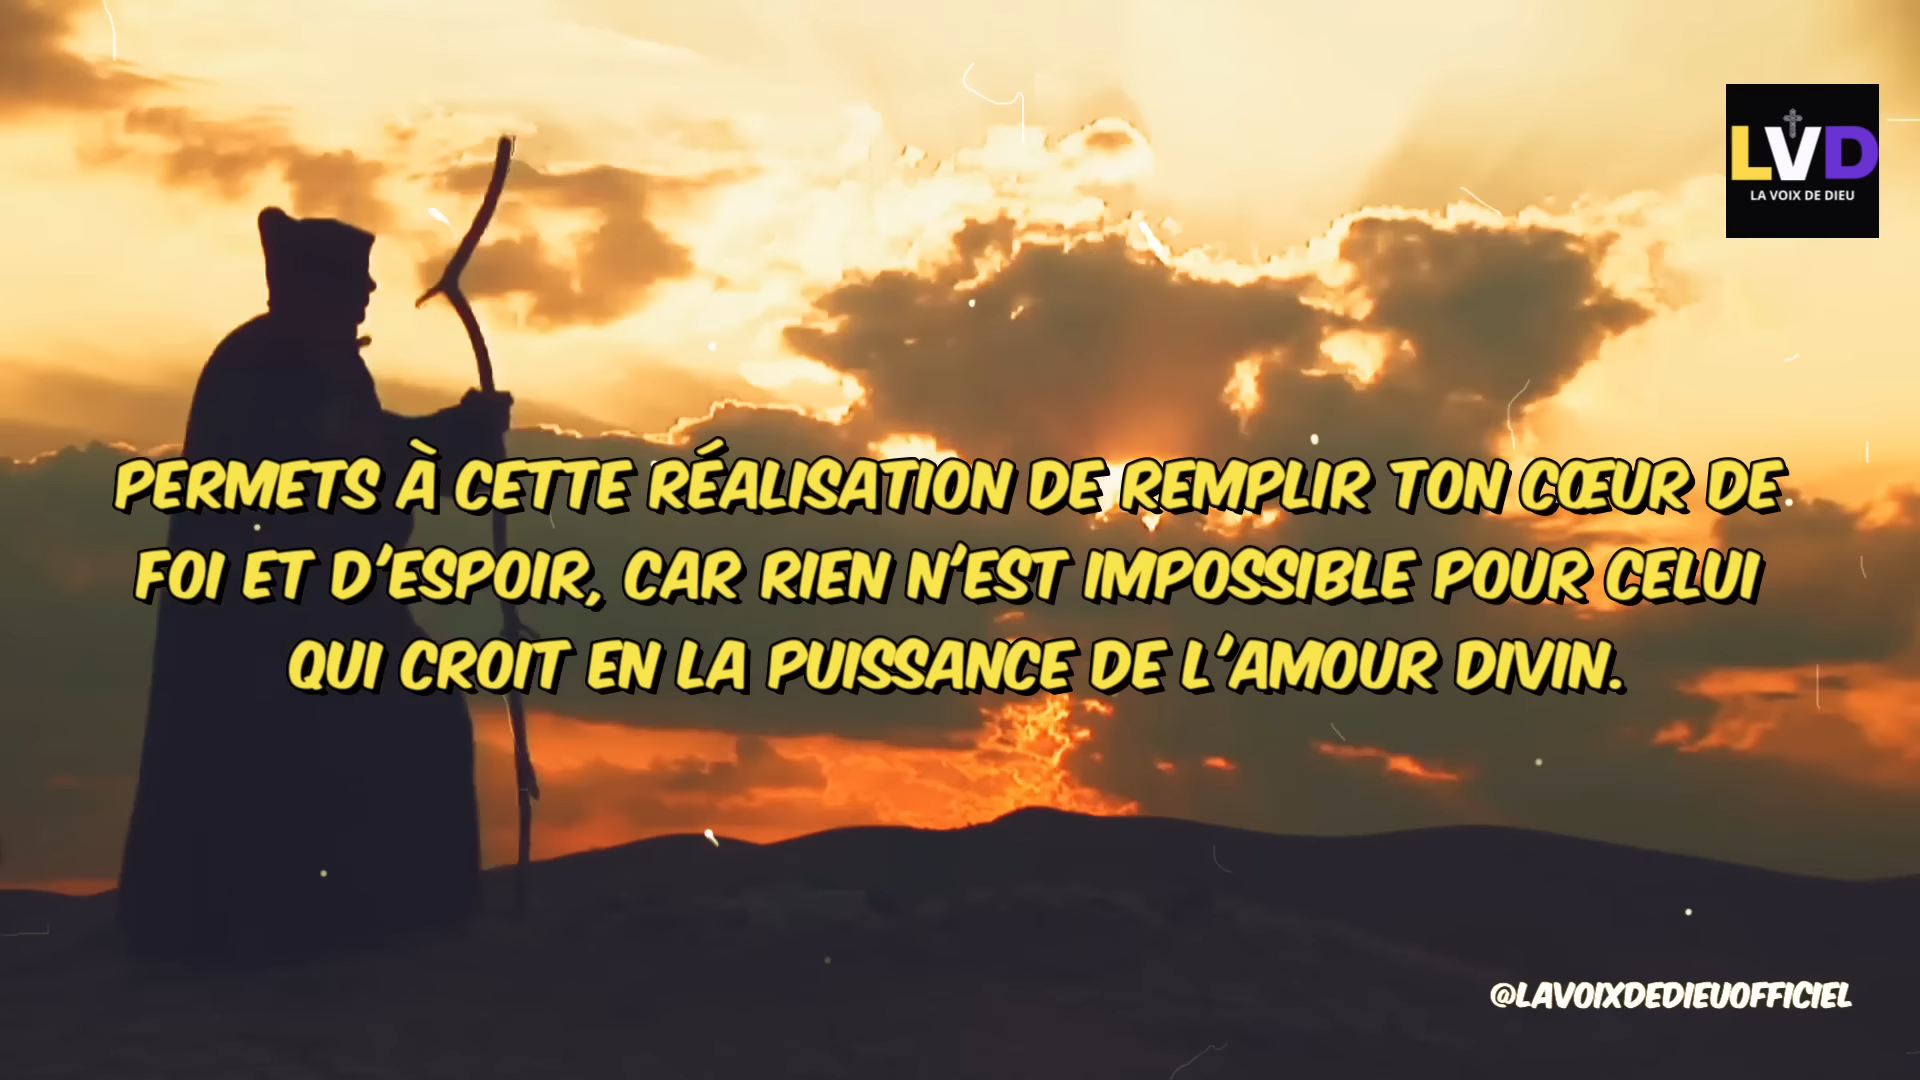 LVD
LA VOIX DE DIEU
PERMETS À CETTE RÉALISATION DE REMPLIR TON CŒUR DE
FOI ET D'ESPOIR, CAR RIEN N'EST IMPOSSIBLE POUR CELUI
QUI CROIT EN LA PUISSANCE DE L'AMOUR DIVIN.
@LAVOIXDEDIEUOFFICIEL